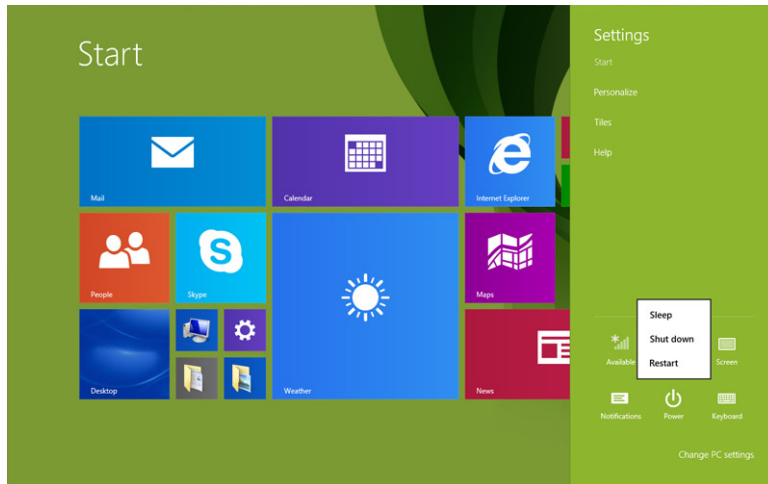 Start
Mail
Calendar
Internet Explorer
People
Skype
Maps
Desktop
Weather
News
Settings
Start
Personalize
Tiles
Help
Sleep
Shut down
Restart
Available
Screen
Notifications
Power
Keyboard
Change PC settings